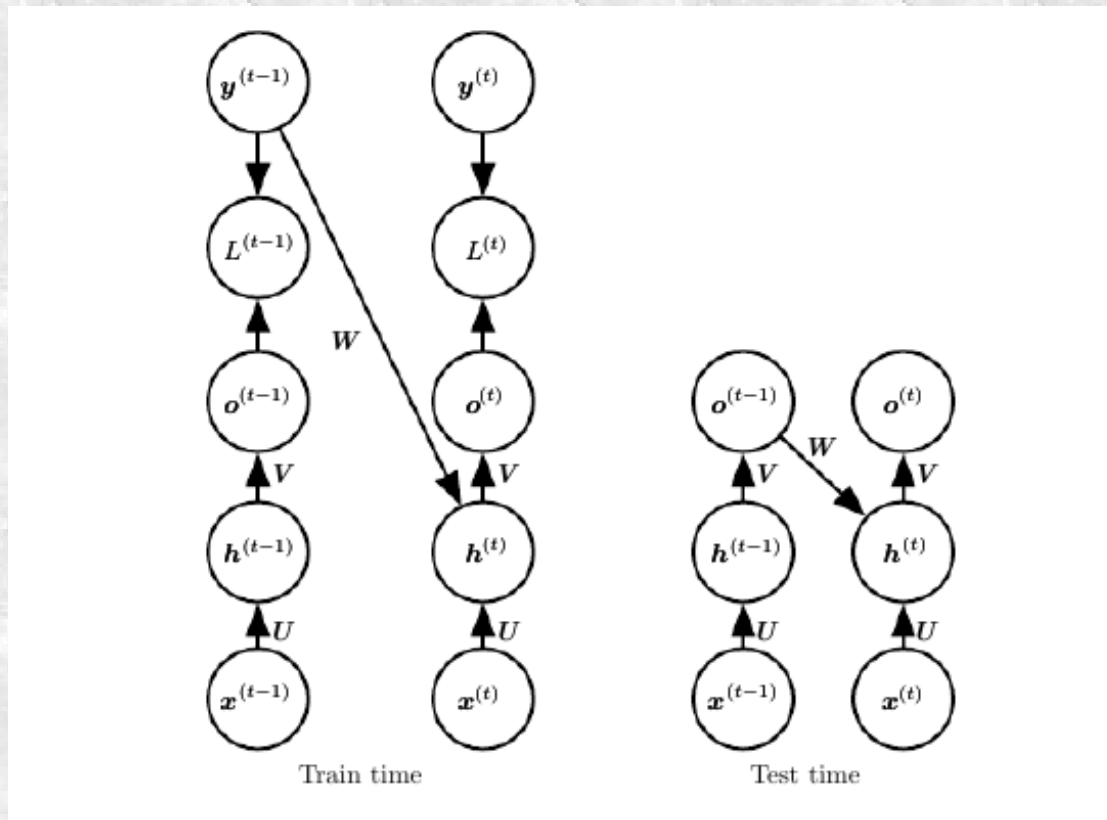 y^(t−1) y^(t)
L^(t−1) L^(t)
W
o^(t−1) o^(t) o^(t−1) o^(t)
W
V V V V
h^(t−1) h^(t) h^(t−1) h^(t)
U U U U
x^(t−1) x^(t) x^(t−1) x^(t)
Train time Test time